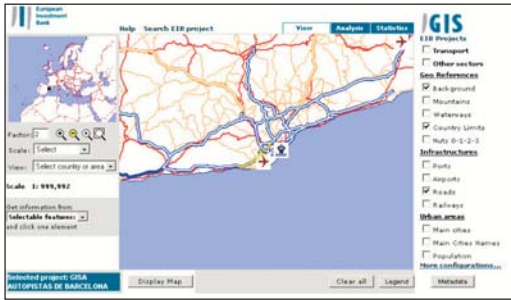 European
Investment
Bank
Help Search EIB project
View Analysis Statistics
GIS
EIB Projects
Transport
Other sectors
Geo References
Background
Mountains
Waterways
Country Limits
Nuts 0-1-2-3
Infrastructures
Ports
Airports
Roads
Railways
Urban areas
Main cities
Main Cities Names
Population
More configurations...
Factor: 2
Scale: Select
View: Select country or area
Scale 1: 999,992
Get information from:
Selectable features:
and click one element
Selected project: GISA
AUTOPISTAS DE BARCELONA
Display Map
Clear all
Legend
Metadata